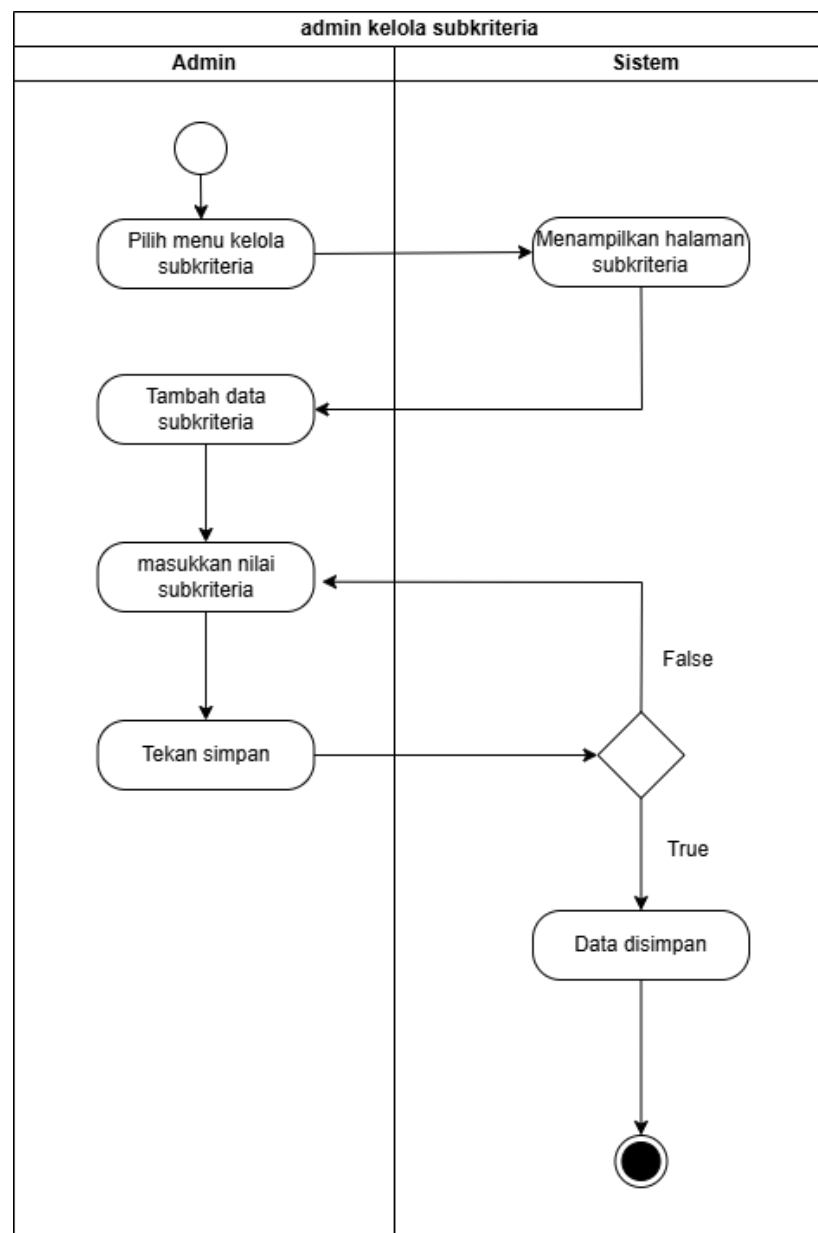 admin kelola subkriteria
Admin
Sistem
Pilih menu kelola
subkriteria
Menampilkan halaman
subkriteria
Tambah data
subkriteria
masukkan nilai
subkriteria
False
Tekan simpan
True
Data disimpan